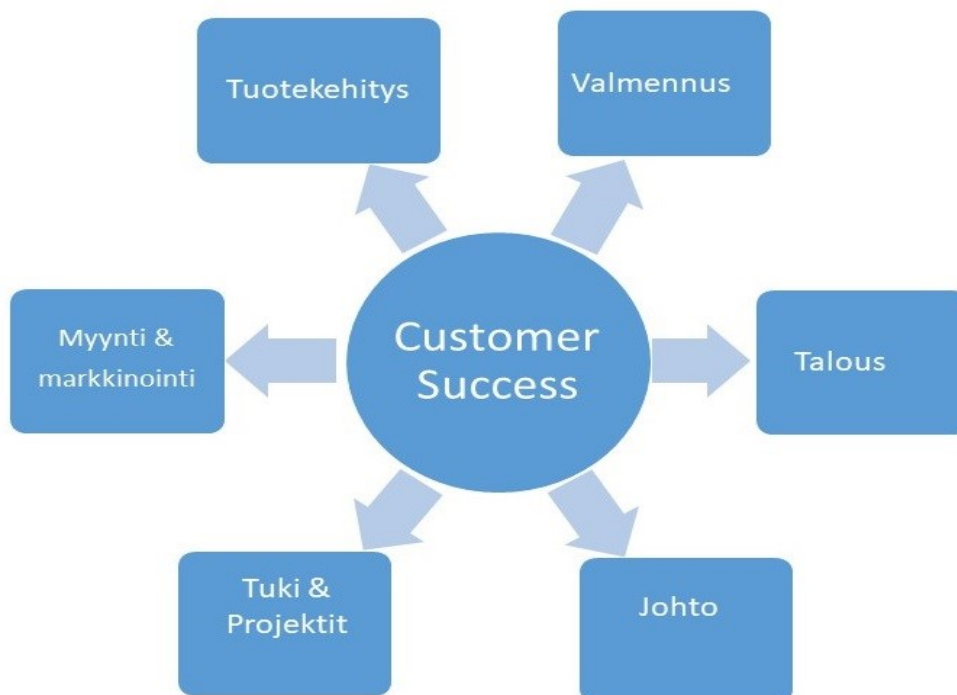 Tuotekehitys
Valmennus
Myynti &
markkinointi
Customer
Success
Talous
Tuki &
Projektit
Johto